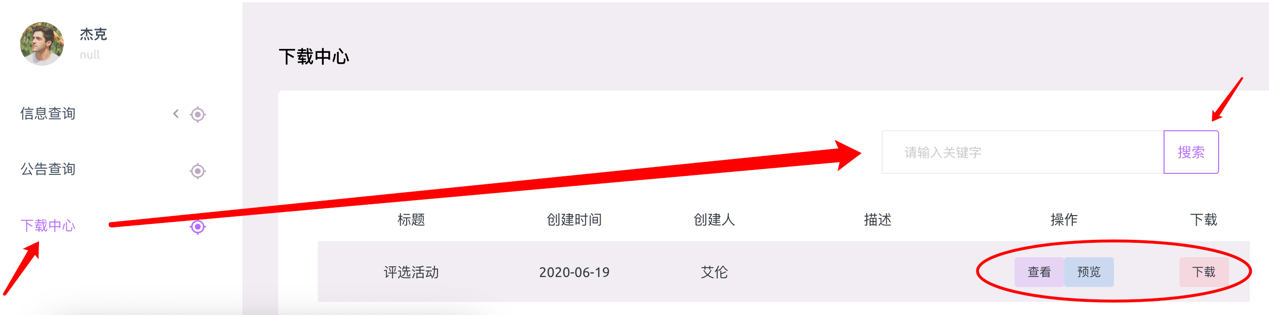 杰克
null
下载中心
信息查询
公告查询
下载中心
请输入关键字 搜索
标题 创建时间 创建人 描述 操作 下载
评选活动 2020-06-19 艾伦 查看 预览 下载